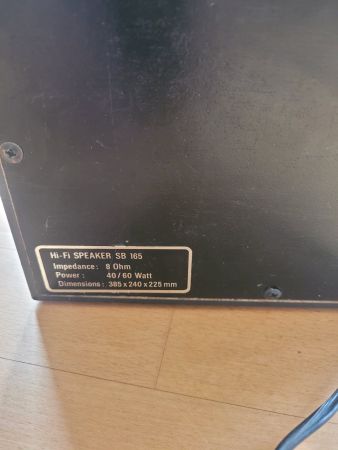 Hi-Fi SPEAKER SB 165
Impedance: 8 Ohm
Power: 40/60 Watt
Dimensions: 385 x 240 x 225 mm